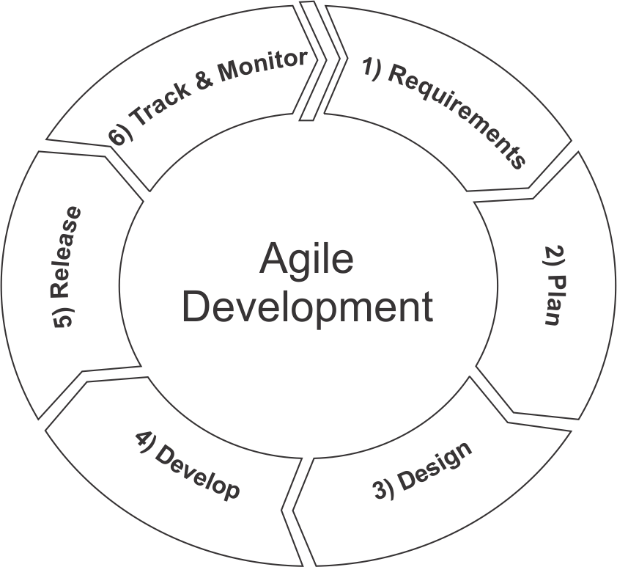 Agile
Development
1) Requirements
2) Plan
3) Design
4) Develop
5) Release
6) Track & Monitor